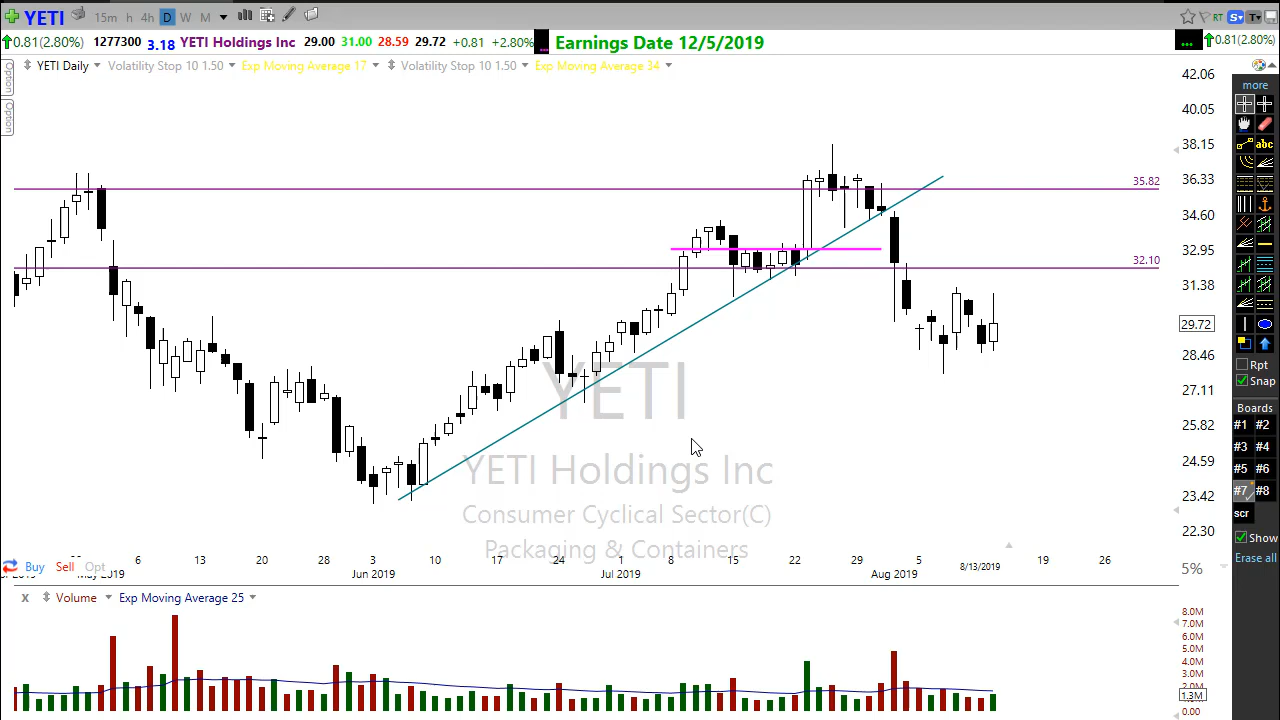 YETI 15m h 4h D W M RT S T
0.81(2.80%) 1277300 3.18 YETI Holdings Inc 29.00 31.00 28.59 29.72 +0.81 +2.80% ... Earnings Date 12/5/2019 ... 0.81(2.80%)
Option
Option
YETI Daily Volatility Stop 10 1.50 Exp Moving Average 17 Volatility Stop 10 1.50 Exp Moving Average 34
42.06
40.05
38.15
36.33
35.82
34.60
32.95
32.10
31.38
29.72
28.46
27.11
25.82
24.59
23.42
22.30
YETI
YETI Holdings Inc
Consumer Cyclical Sector(C)
Packaging & Containers
more
abc
Rpt
Snap
Boards
#1 #2
#3 #4
#5 #6
#7 #8
scr
Show
Erase all
6 13 20 28 3 10 17 24 1 8 15 22 29 5 8/13/2019 19 26
May 2019 Jun 2019 Jul 2019 Aug 2019
Buy Sell Opt
5%
x Volume Exp Moving Average 25
8.0M
7.0M
6.0M
5.0M
4.0M
3.0M
1.3M
0.00